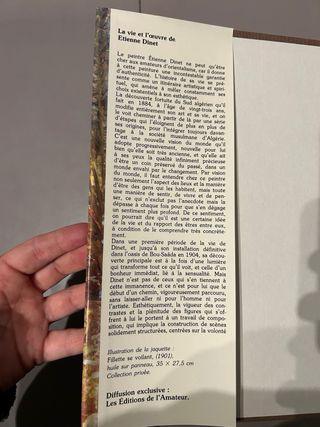 La vie et l'œuvre de
Etienne Dinet
Le peintre Étienne Dinet ne peut qu'être
cher aux amateurs d'orientalisme, car il donne
à cette peinture une incontestable garantie
d'authenticité. L'histoire de sa vie se pré-
sente comme un itinéraire artistique et spiri-
tuel, qui amène à mêler constamment ses
choix existentiels à son esthétique.
La découverte fortuite du Sud algérien qu'il
fait en 1884, à l'âge de vingt-trois ans,
modifie entièrement son art et sa vie, et on
le voit cheminer à partir de là par une série
d'étapes qui l'éloignent de plus en plus de
ses origines, pour l'intégrer toujours davan-
tage à la société musulmane d'Algérie.
C'est une nouvelle vision du monde qu'il
adopte progressivement, nouvelle pour lui
bien qu'elle soit très ancienne, et qu'elle ait
à ses yeux la qualité infiniment précieuse
d'être un coin préservé du passé, dans un
monde envahi par le changement. Par vision
du monde, il faut entendre chez ce peintre
non seulement l'aspect des lieux et la manière
d'être des gens qui les habitent, mais toute
une manière de sentir, de vivre et de pen-
ser, ce qui n'exclut pas l'anecdote mais la
dépasse à chaque fois pour que s'en dégage
un sentiment plus profond. De ce sentiment,
on pourrait dire qu'il est une certaine idée
de la vie et du rapport des êtres entre eux,
à condition de le comprendre très concrète-
ment.
Dans une première période de la vie de
Dinet, et jusqu'à son installation définitive
dans l'oasis de Bou-Saâda en 1904, sa décou-
verte principale est à la fois d'une lumière
qui transforme tout ce qu'il voit, et celle d'un
bonheur immédiat, lié à la sensualité. Mais
Dinet n'est pas de ceux qui s'en tiennent à
cette immanence, et ce n'est pour lui que le
début d'un chemin, vigoureusement parcouru,
sans laisser-aller ni pour l'homme ni pour
l'artiste. Esthétiquement, la vigueur des con-
trastes et la plénitude des figures qui s'of-
frent à lui le portent à un travail de compo-
sition, qui implique la construction de scènes
solidement structurées, centrées sur la volonté
Illustration de la jaquette :
Fillette se voilant, (1901),
huile sur panneau, 35 × 27,5 cm
Collection privée.
Diffusion exclusive :
Les Éditions de l'Amateur.